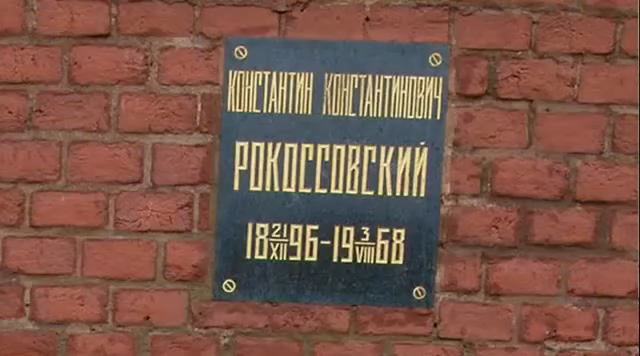 КОНСТАНТИН КОНСТАНТИНОВИЧ
РОКОССОВСКИЙ
18 21/XII 96-19 3/VIII 68